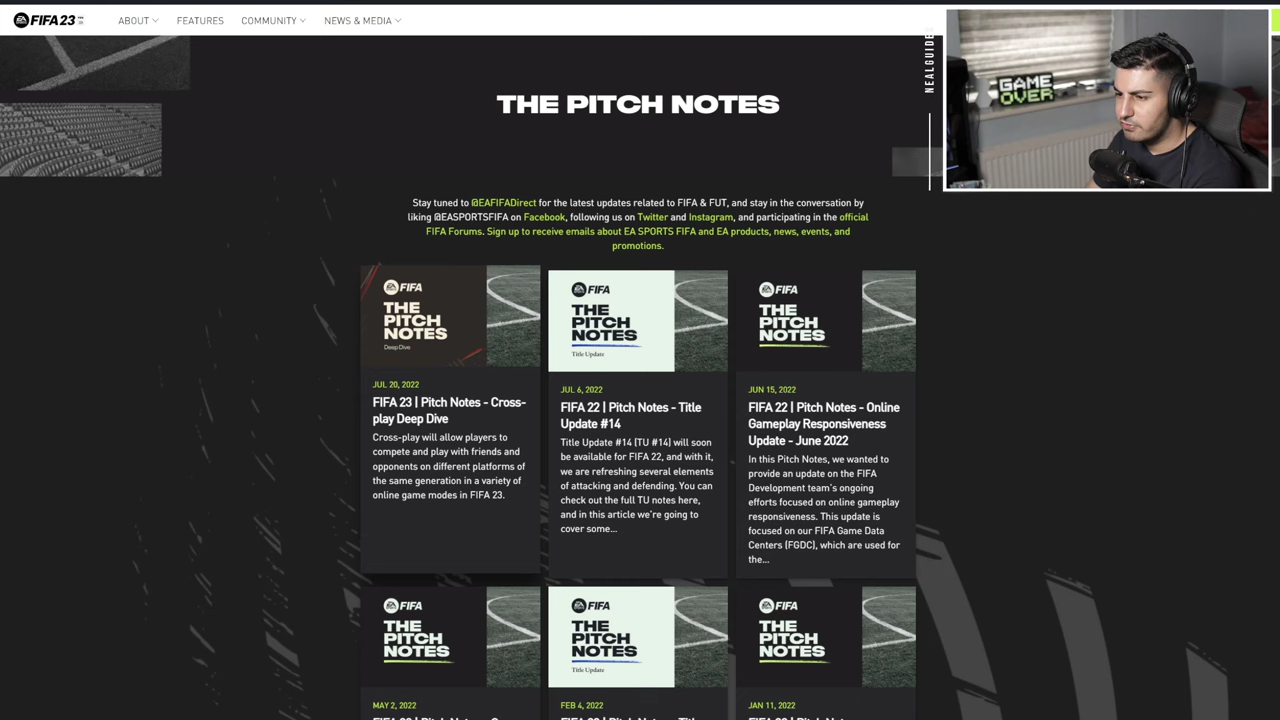 FIFA 23
ABOUT
FEATURES
COMMUNITY
NEWS & MEDIA
NEALGUIDES
GAME
OVER
THE PITCH NOTES
Stay tuned to @EAFIFADirect for the latest updates related to FIFA & FUT, and stay in the conversation by
liking @EASPORTSFIFA on Facebook, following us on Twitter and Instagram, and participating in the official
FIFA Forums. Sign up to receive emails about EA SPORTS FIFA and EA products, news, events, and
promotions.
EA FIFA
THE
PITCH
NOTES
Deep Dive
JUL 20, 2022
FIFA 23 | Pitch Notes - Cross-
play Deep Dive
Cross-play will allow players to
compete and play with friends and
opponents on different platforms of
the same generation in a variety of
online game modes in FIFA 23.
EA FIFA
THE
PITCH
NOTES
Title Update
JUL 6, 2022
FIFA 22 | Pitch Notes - Title
Update #14
Title Update #14 (TU #14) will soon
be available for FIFA 22, and with it,
we are refreshing several elements
of attacking and defending. You can
check out the full TU notes here,
and in this article we're going to
cover some...
EA FIFA
THE
PITCH
NOTES
JUN 15, 2022
FIFA 22 | Pitch Notes - Online
Gameplay Responsiveness
Update - June 2022
In this Pitch Notes, we wanted to
provide an update on the FIFA
Development team's ongoing
efforts focused on online gameplay
responsiveness. This update is
focused on our FIFA Game Data
Centers (FGDC), which are used for
the...
EA FIFA
THE
PITCH
NOTES
MAY 2, 2022
EA FIFA
THE
PITCH
NOTES
Title Update
FEB 4, 2022
EA FIFA
THE
PITCH
NOTES
JAN 11, 2022